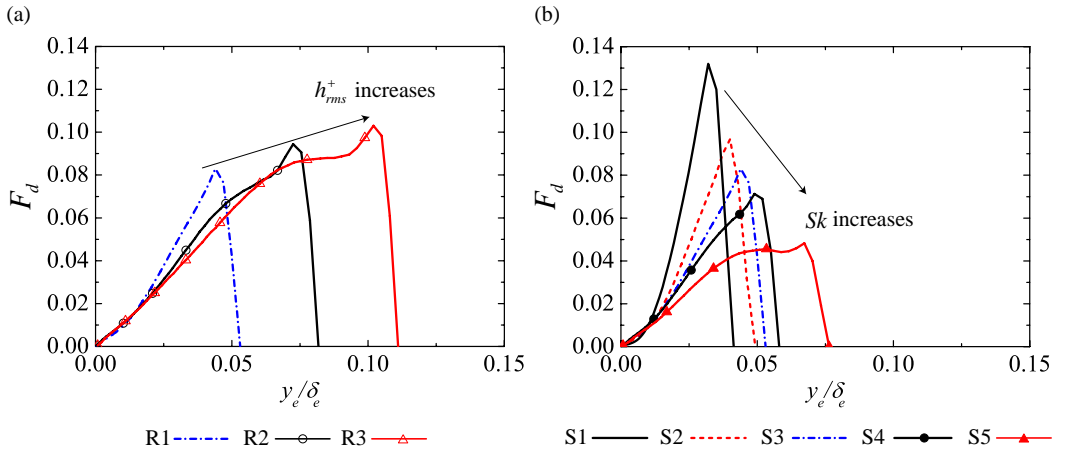 (a)
(b)
0.14
0.12
0.10
0.08
0.06
0.04
0.02
0.00
F_d
h_{rms}^+ increases
0.00 0.05 0.10 0.15
y_e/δ_e
R1 R2 R3
0.14
0.12
0.10
0.08
0.06
0.04
0.02
0.00
F_d
Sk increases
0.00 0.05 0.10 0.15
y_e/δ_e
S1 S2 S3 S4 S5